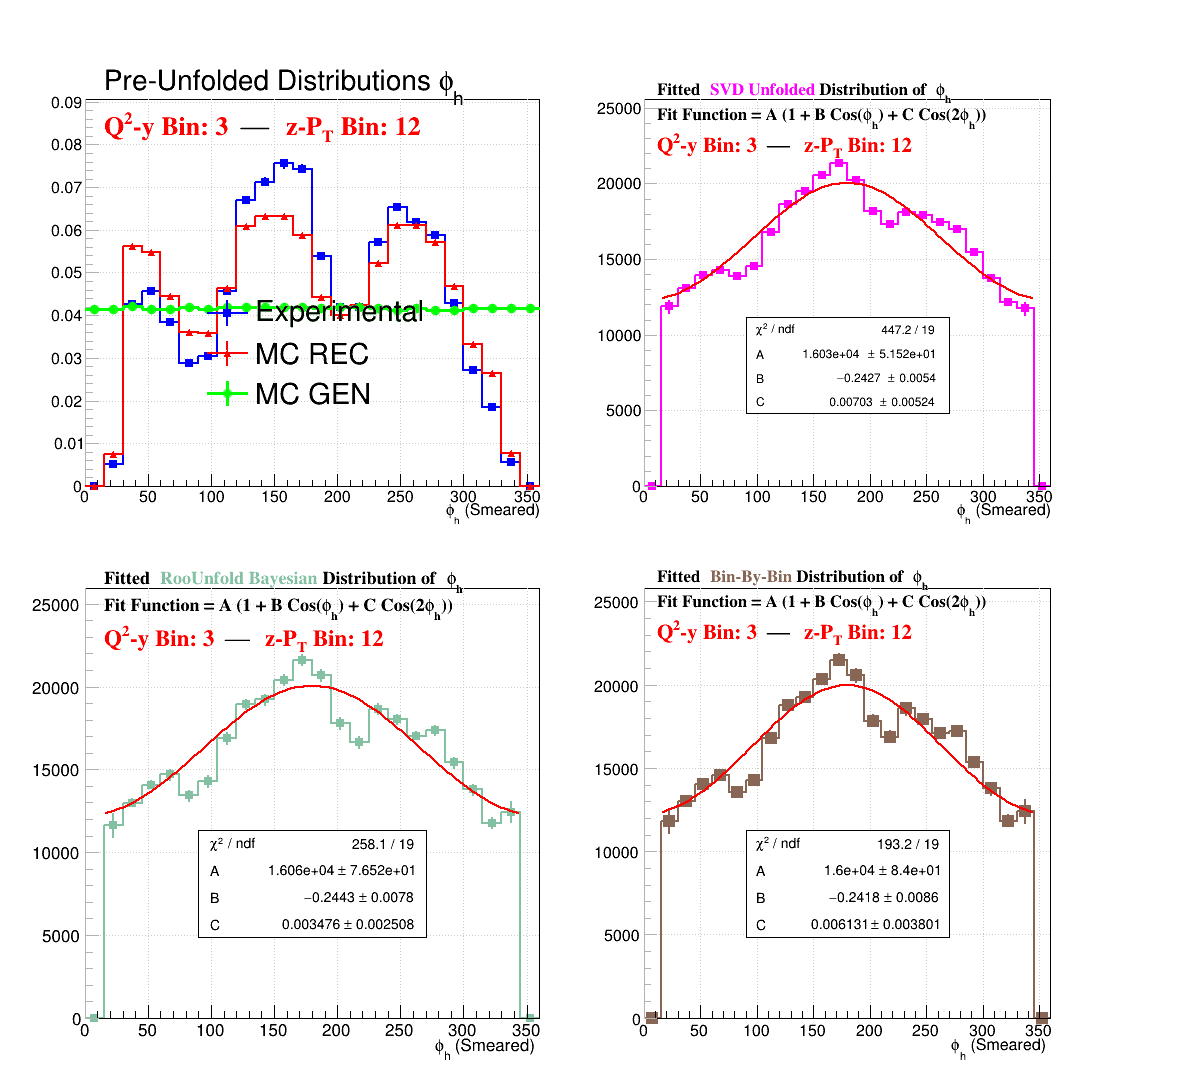 Pre-Unfolded Distributions ϕh
Q2-y Bin: 3 — z-PT Bin: 12
0.09
0.08
0.07
0.06
0.05
0.04
0.03
0.02
0.01
0
Experimental
MC REC
MC GEN
0 50 100 150 200 250 300 350
ϕh (Smeared)
Fitted SVD Unfolded Distribution of ϕh
Fit Function = A (1 + B Cos(ϕh) + C Cos(2ϕh))
Q2-y Bin: 3 — z-PT Bin: 12
25000
20000
15000
10000
5000
0
χ2 / ndf 447.2 / 19
A 1.603e+04 ± 5.152e+01
B −0.2427 ± 0.0054
C 0.00703 ± 0.00524
0 50 100 150 200 250 300 350
ϕh (Smeared)
Fitted RooUnfold Bayesian Distribution of ϕh
Fit Function = A (1 + B Cos(ϕh) + C Cos(2ϕh))
Q2-y Bin: 3 — z-PT Bin: 12
25000
20000
15000
10000
5000
0
χ2 / ndf 258.1 / 19
A 1.606e+04 ± 7.652e+01
B −0.2443 ± 0.0078
C 0.003476 ± 0.002508
0 50 100 150 200 250 300 350
ϕh (Smeared)
Fitted Bin-By-Bin Distribution of ϕh
Fit Function = A (1 + B Cos(ϕh) + C Cos(2ϕh))
Q2-y Bin: 3 — z-PT Bin: 12
25000
20000
15000
10000
5000
0
χ2 / ndf 193.2 / 19
A 1.6e+04 ± 8.4e+01
B −0.2418 ± 0.0086
C 0.006131 ± 0.003801
0 50 100 150 200 250 300 350
ϕh (Smeared)